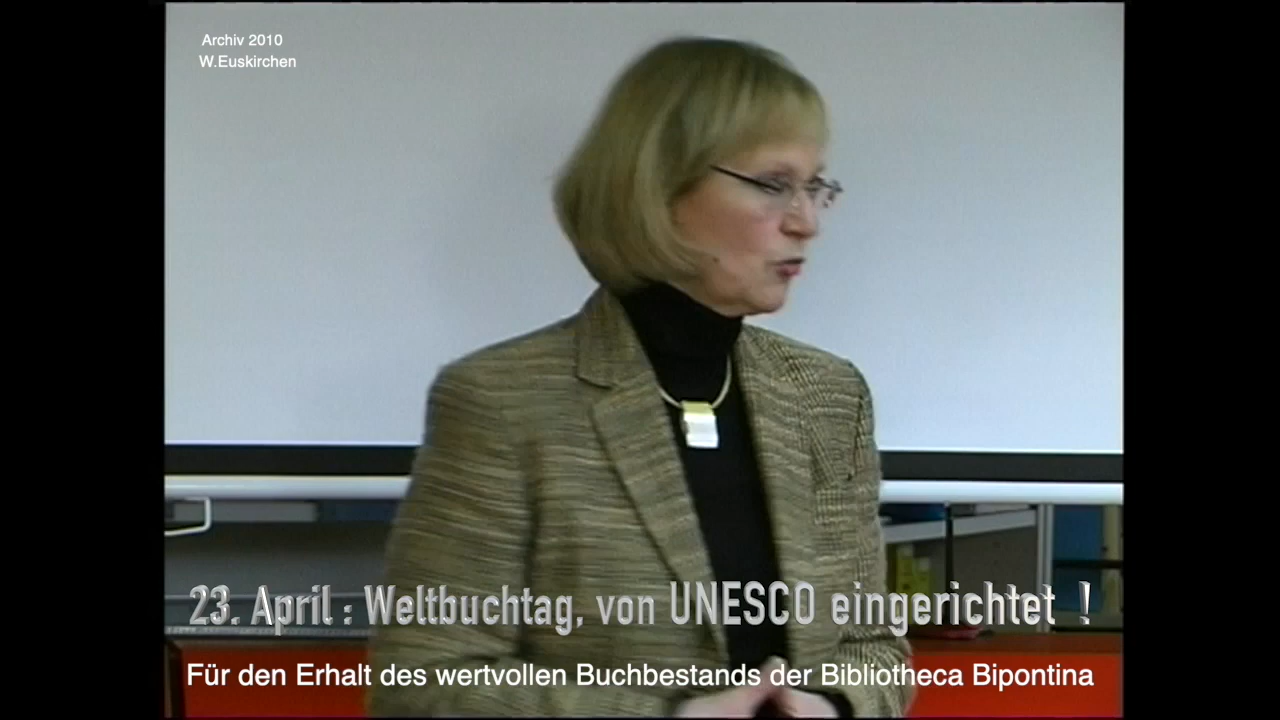 Archiv 2010
W.Euskirchen
23. April : Weltbuchtag, von UNESCO eingerichtet !
Für den Erhalt des wertvollen Buchbestands der Bibliotheca Bipontina